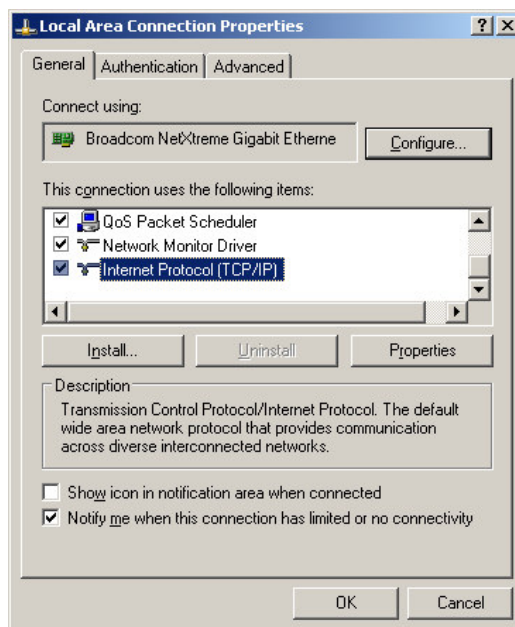 Local Area Connection Properties
General Authentication Advanced
Connect using:
Broadcom NetXtreme Gigabit Etherne
Configure...
This connection uses the following items:
QoS Packet Scheduler
Network Monitor Driver
Internet Protocol (TCP/IP)
Install... Uninstall Properties
Description
Transmission Control Protocol/Internet Protocol. The default
wide area network protocol that provides communication
across diverse interconnected networks.
Show icon in notification area when connected
Notify me when this connection has limited or no connectivity
OK Cancel